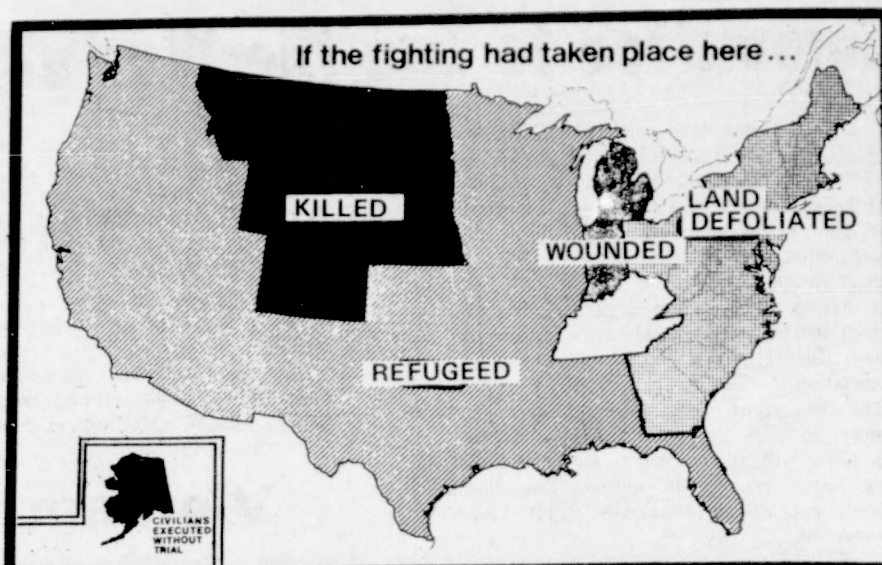 If the fighting had taken place here...
KILLED
LAND
DEFOLIATED
WOUNDED
REFUGEED
CIVILIANS
EXECUTED
WITHOUT
TRIAL